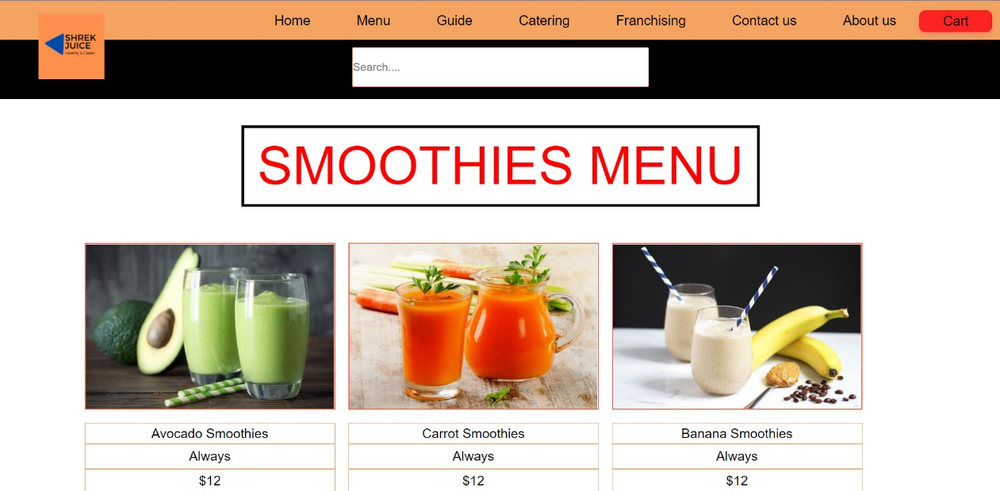 Home Menu Guide Catering Franchising Contact us About us Cart
SHREK
JUICE
Healthy & Clean
Search....
SMOOTHIES MENU
Avocado Smoothies Carrot Smoothies Banana Smoothies
Always Always Always
$12 $12 $12